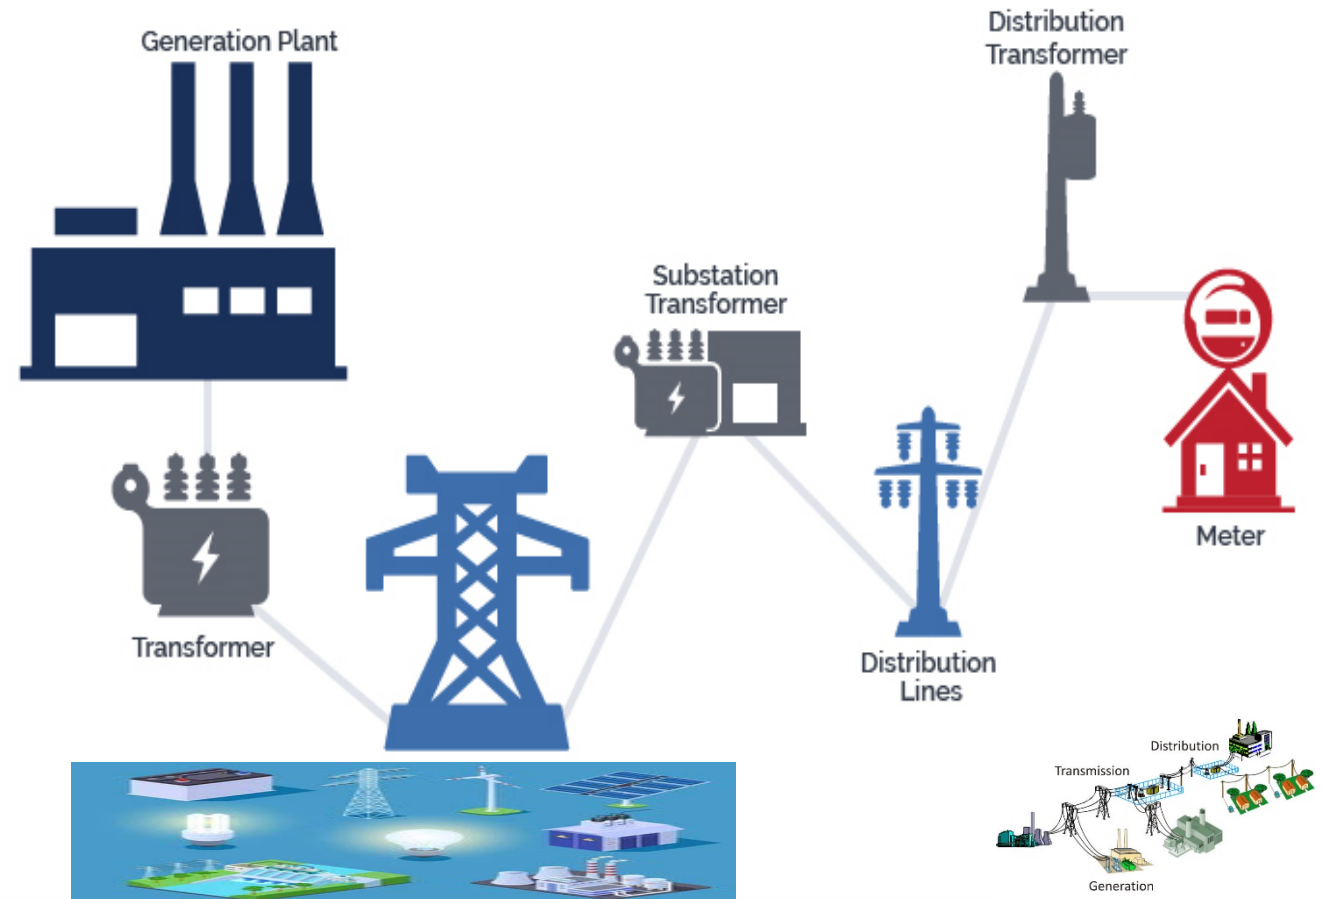 Generation Plant
Distribution
Transformer
Substation
Transformer
Transformer
Distribution
Lines
Meter
Distribution
Transmission
Generation